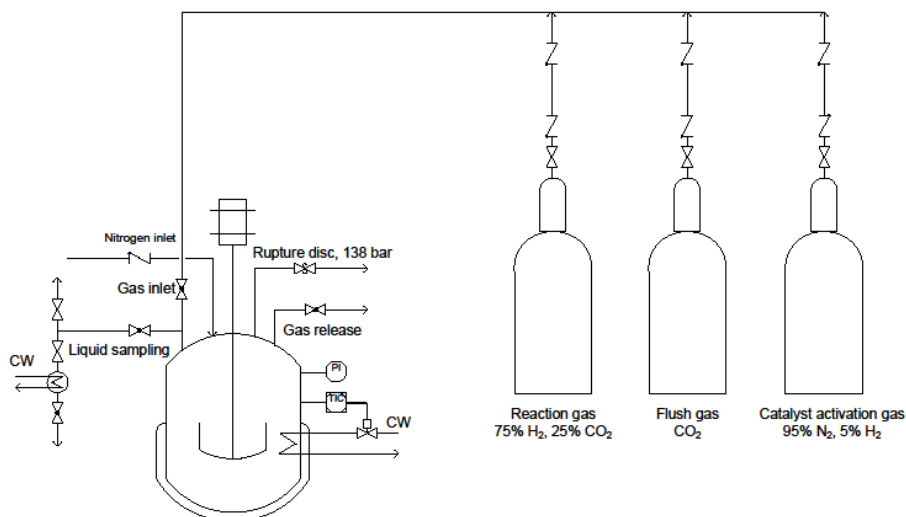 Nitrogen inlet
Rupture disc, 138 bar
Gas inlet
Gas release
Liquid sampling
CW
PI
TIC
CW
Reaction gas
75% H₂, 25% CO₂
Flush gas
CO₂
Catalyst activation gas
95% N₂, 5% H₂